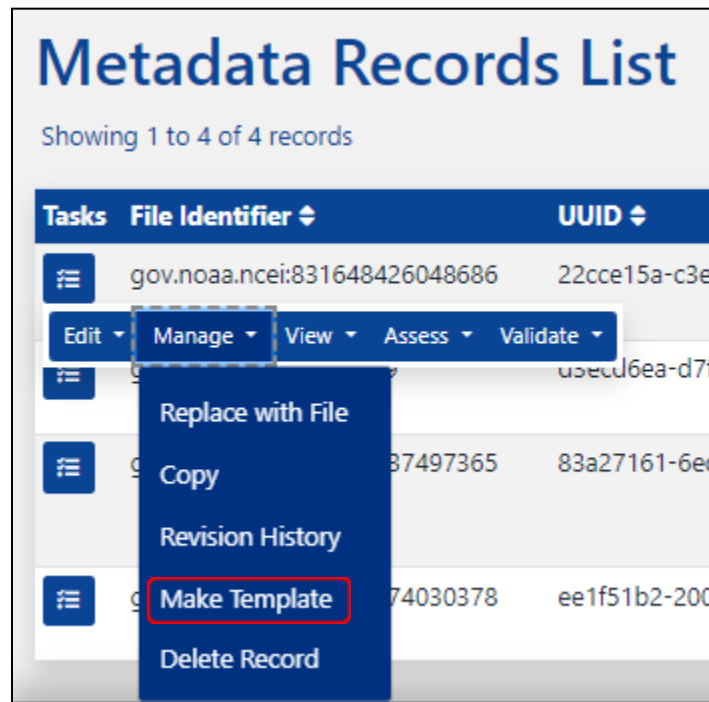 Metadata Records List
Showing 1 to 4 of 4 records
Tasks File Identifier UUID
gov.noaa.ncei:831648426048686 22cce15a-c3e
Edit Manage View Assess Validate
d3ecd6ea-d7f
Replace with File
37497365 83a27161-6ec
Copy
Revision History
Make Template
74030378 ee1f51b2-200
Delete Record